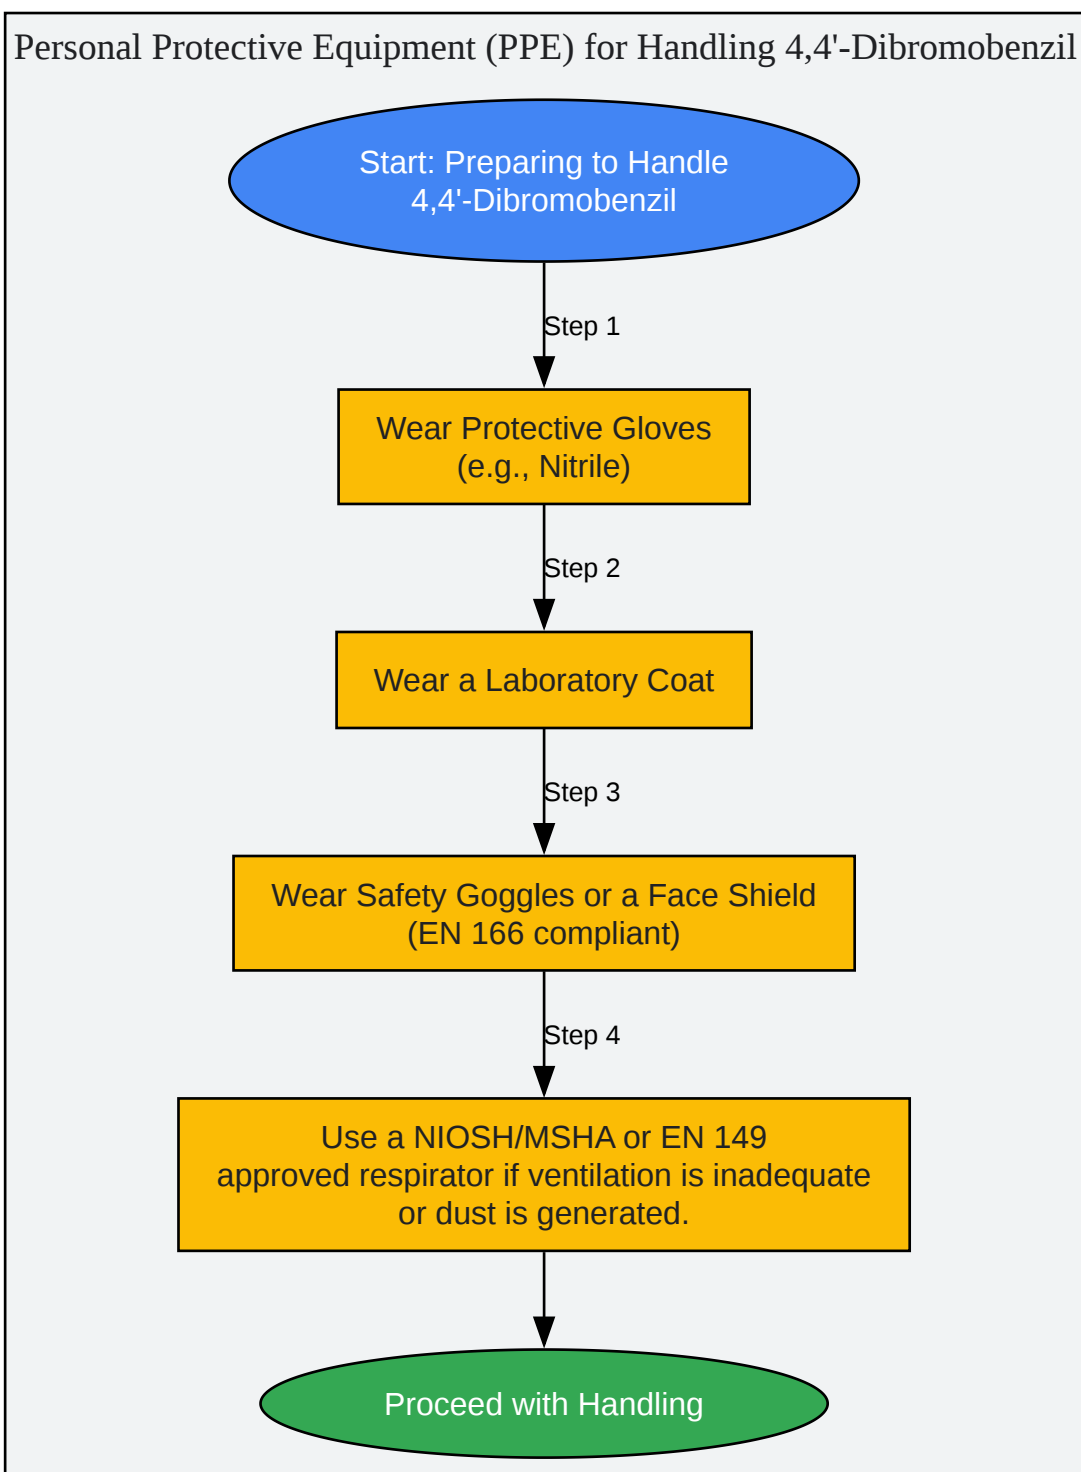 Personal Protective Equipment (PPE) for Handling 4,4'-Dibromobenzil
Start: Preparing to Handle
4,4'-Dibromobenzil
Step 1
Wear Protective Gloves
(e.g., Nitrile)
Step 2
Wear a Laboratory Coat
Step 3
Wear Safety Goggles or a Face Shield
(EN 166 compliant)
Step 4
Use a NIOSH/MSHA or EN 149
approved respirator if ventilation is inadequate
or dust is generated.
Proceed with Handling